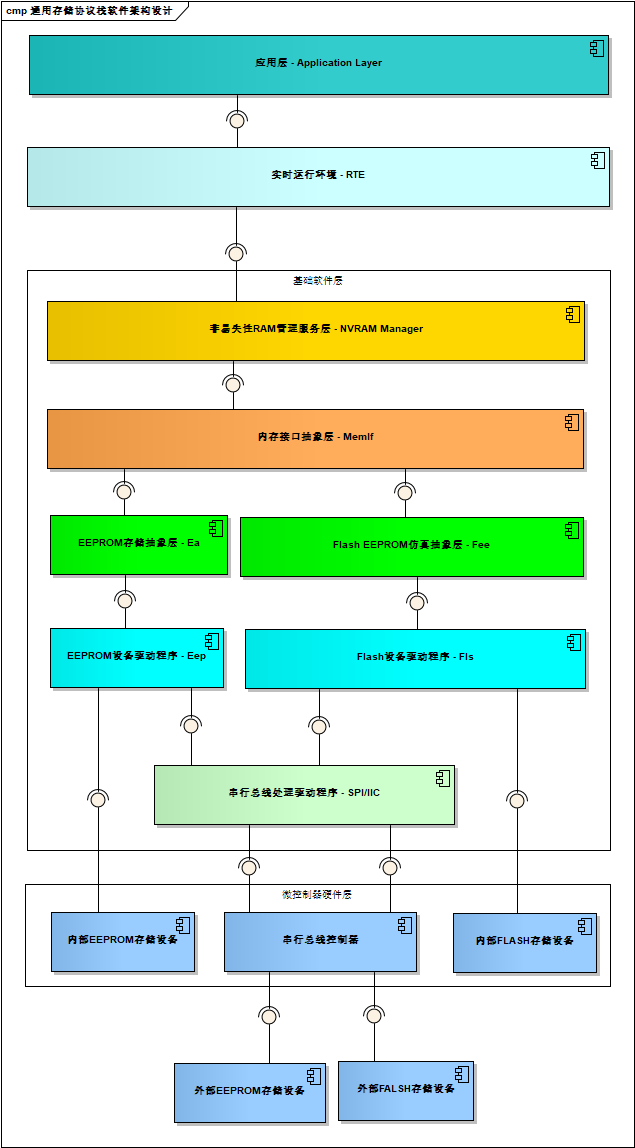 cmp 通用存储协议栈软件架构设计
应用层 - Application Layer
实时运行环境 - RTE
基础软件层
非易失性RAM管理服务层 - NVRAM Manager
内存接口抽象层 - MemIf
EEPROM存储抽象层 - Ea
Flash EEPROM仿真抽象层 - Fee
EEPROM设备驱动程序 - Eep
Flash设备驱动程序 - Fls
串行总线处理驱动程序 - SPI/IIC
微控制器硬件层
内部EEPROM存储设备
串行总线控制器
内部FLASH存储设备
外部EEPROM存储设备
外部FALSH存储设备